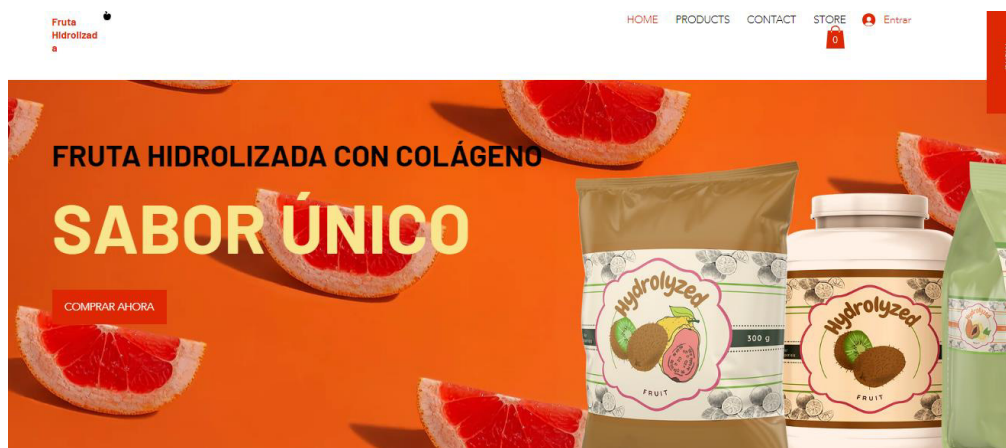 Fruta
Hidrolizad
a
HOME PRODUCTS CONTACT STORE Entrar
0
FRUTA HIDROLIZADA CON COLÁGENO
SABOR ÚNICO
COMPRAR AHORA
Hydrolyzed
300 g
FRUIT
Hydrolyzed
FRUIT
Hydrolyzed